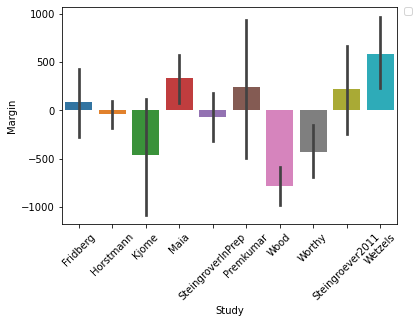 1000
500
0
−500
−1000
Margin
Fridberg
Horstmann
Kjome
Maia
SteingroverInPrep
Premkumar
Wood
Worthy
Steingroever2011
Wetzels
Study